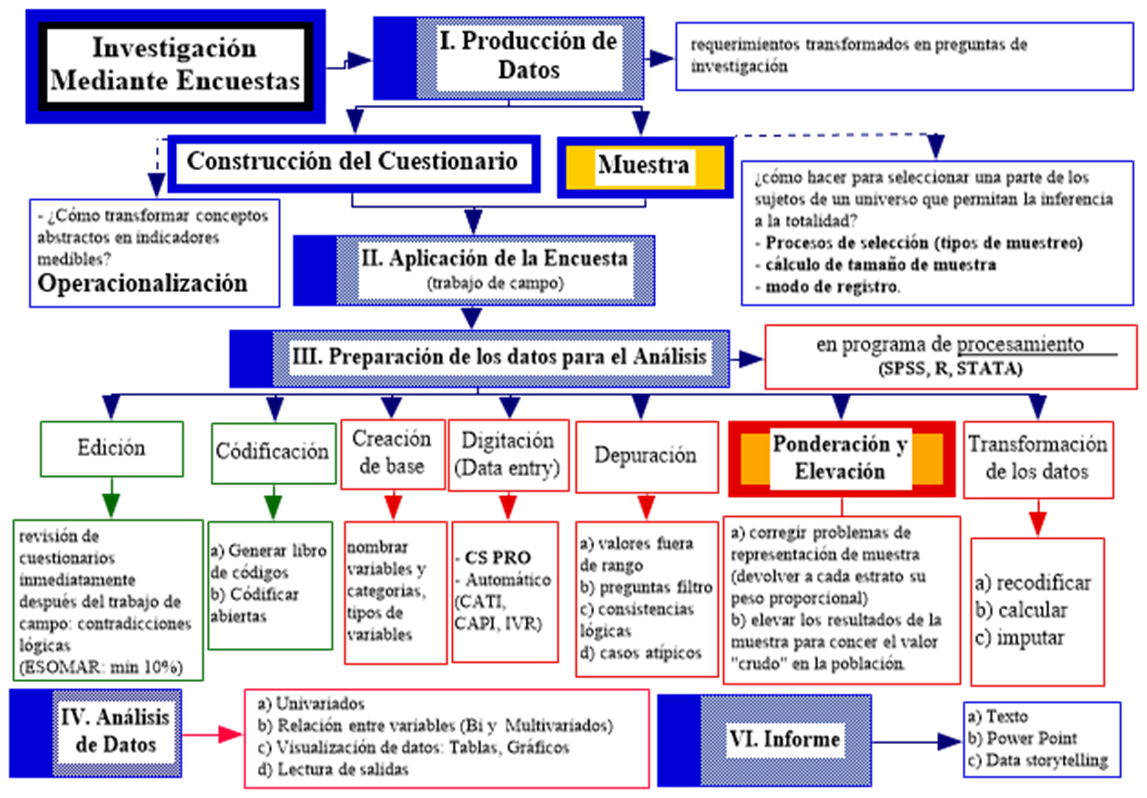 Investigación
Mediante Encuestas
I. Producción de
Datos
requerimientos transformados en preguntas de
investigación
Construcción del Cuestionario
Muestra
- ¿Cómo transformar conceptos
abstractos en indicadores
medibles?
Operacionalización
¿cómo hacer para seleccionar una parte de los
sujetos de un universo que permitan la inferencia
a la totalidad?
- Procesos de selección (tipos de muestreo)
- cálculo de tamaño de muestra
- modo de registro.
II. Aplicación de la Encuesta
(trabajo de campo)
III. Preparación de los datos para el Análisis
en programa de procesamiento
(SPSS, R, STATA)
Edición
Códificación
Creación
de base
Digitación
(Data entry)
Depuración
Ponderación y
Elevación
Transformación
de los datos
revisión de
cuestionarios
inmediatamente
después del trabajo de
campo: contradicciones
lógicas
(ESOMAR: min 10%)
a) Generar libro
de códigos
b) Códificar
abiertas
nombrar
variables y
categorias,
tipos de
variables
- CS PRO
- Automático
(CATI,
CAPI, IVR)
a) valores fuera
de rango
b) preguntas filtro
c) consistencias
lógicas
d) casos atípicos
a) corregir problemas de
representación de muestra
(devolver a cada estrato su
peso proporcional)
b) elevar los resultados de la
muestra para concer el valor
"crudo" en la población
a) recodificar
b) calcular
c) imputar
IV. Análisis
de Datos
a) Univariados
b) Relación entre variables (Bi y Multivariados)
c) Visualización de datos: Tablas, Gráficos
d) Lectura de salidas
VI. Informe
a) Texto
b) Power Point
c) Data storytelling